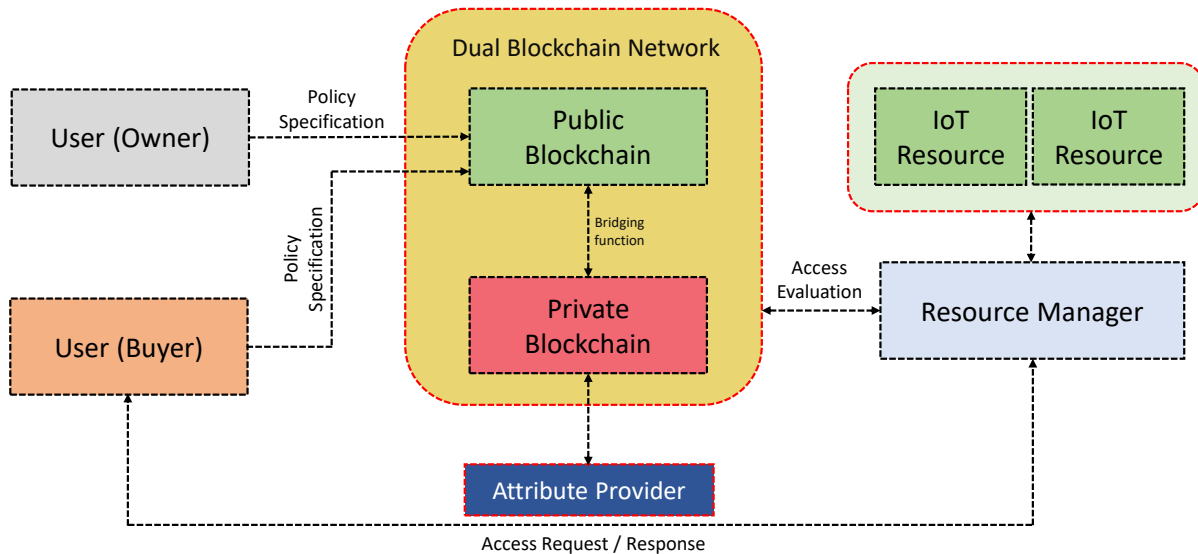 Dual Blockchain Network
User (Owner)
Policy
Specification
Public
Blockchain
IoT
Resource
IoT
Resource
Bridging
function
Policy
Specification
Access
Evaluation
User (Buyer)
Private
Blockchain
Resource Manager
Attribute Provider
Access Request / Response